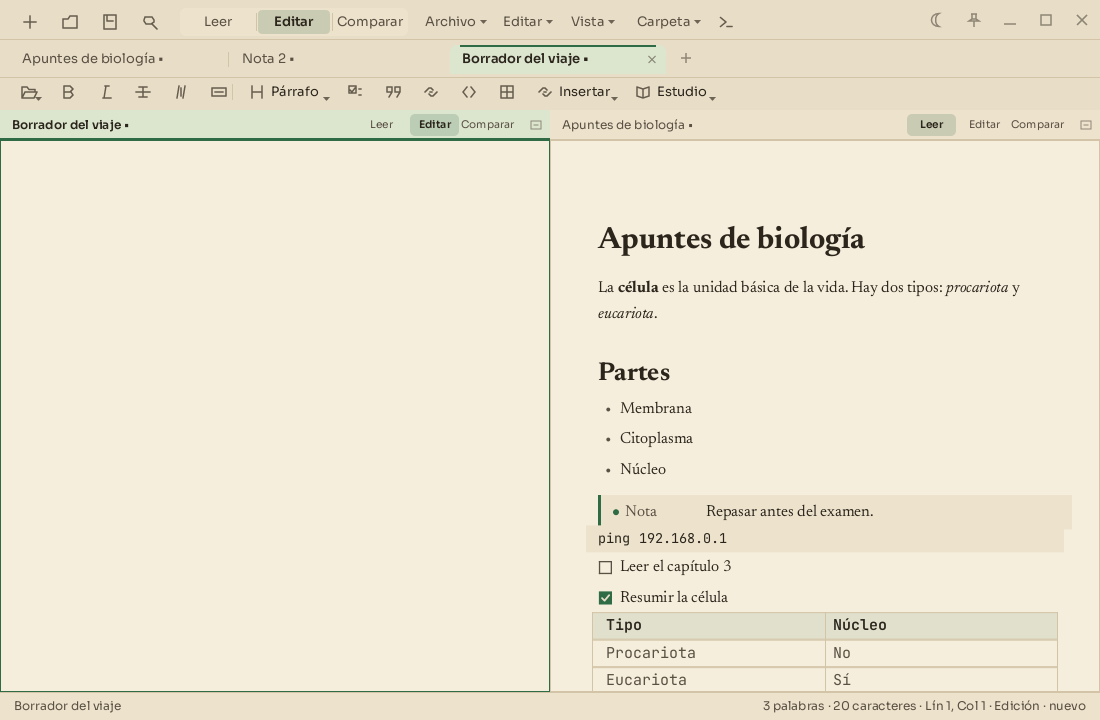 Leer Editar Comparar Archivo Editar Vista Carpeta
Apuntes de biología Nota 2 Borrador del viaje
Párrafo Insertar Estudio
Borrador del viaje Leer Editar Comparar
Apuntes de biología Leer Editar Comparar
Apuntes de biología
La célula es la unidad básica de la vida. Hay dos tipos: procariota y
eucariota.
Partes
• Membrana
• Citoplasma
• Núcleo
● Nota Repasar antes del examen.
ping 192.168.0.1
Leer el capítulo 3
Resumir la célula
Tipo Núcleo
Procariota No
Eucariota Sí
Borrador del viaje 3 palabras · 20 caracteres · Lín 1, Col 1 · Edición · nuevo